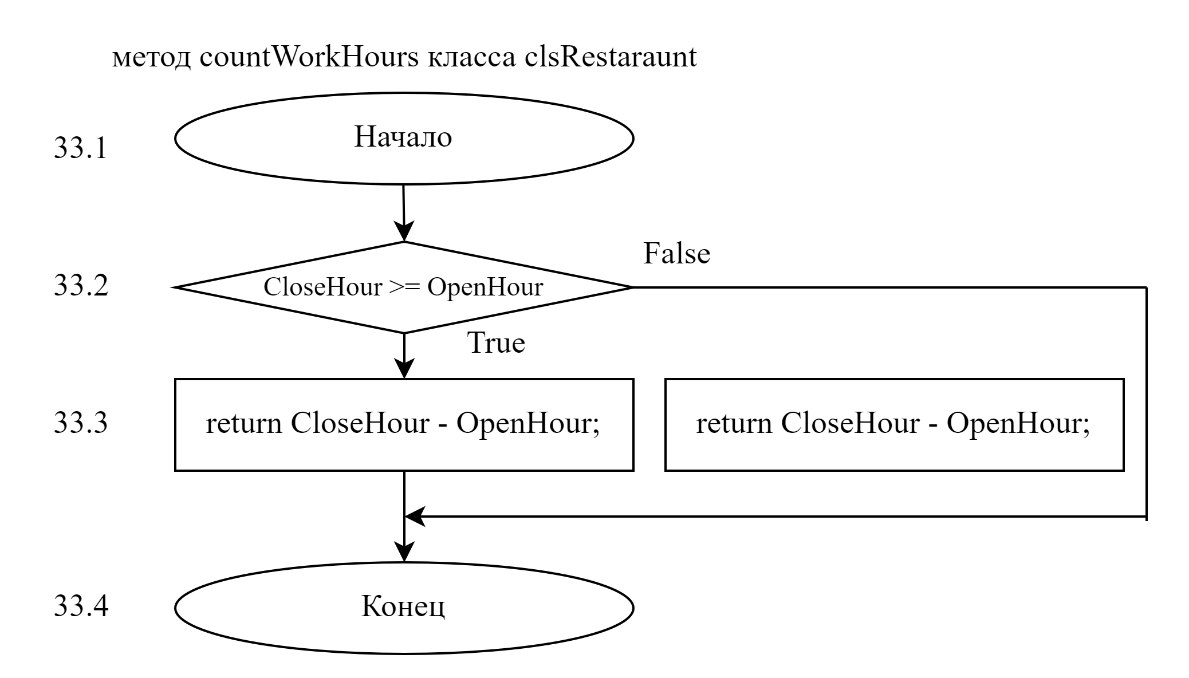 метод countWorkHours класса clsRestaraunt
33.1
Начало
33.2
CloseHour >= OpenHour
False
True
33.3
return CloseHour - OpenHour;
return CloseHour - OpenHour;
33.4
Конец